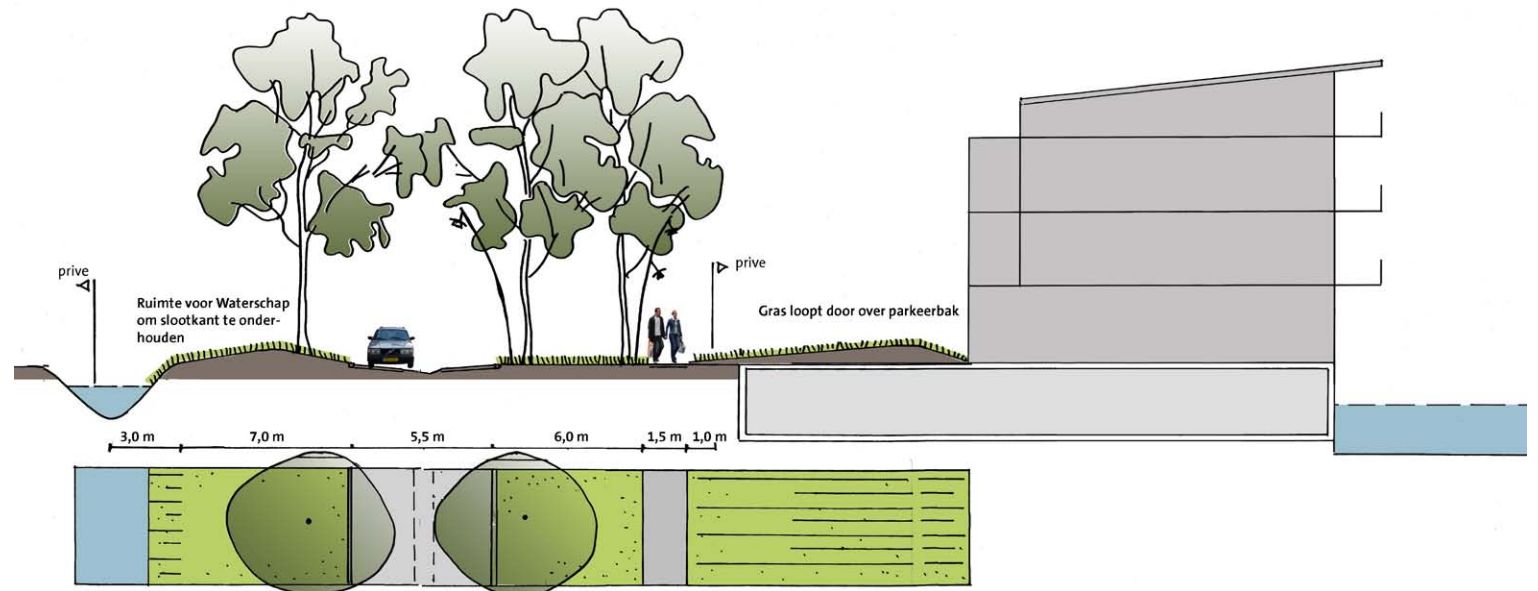 prive
Ruimte voor Waterschap
om slootkant te onder-
houden
prive
Gras loopt door over parkeerbak
3,0 m
7,0 m
5,5 m
6,0 m
1,5 m
1,0 m